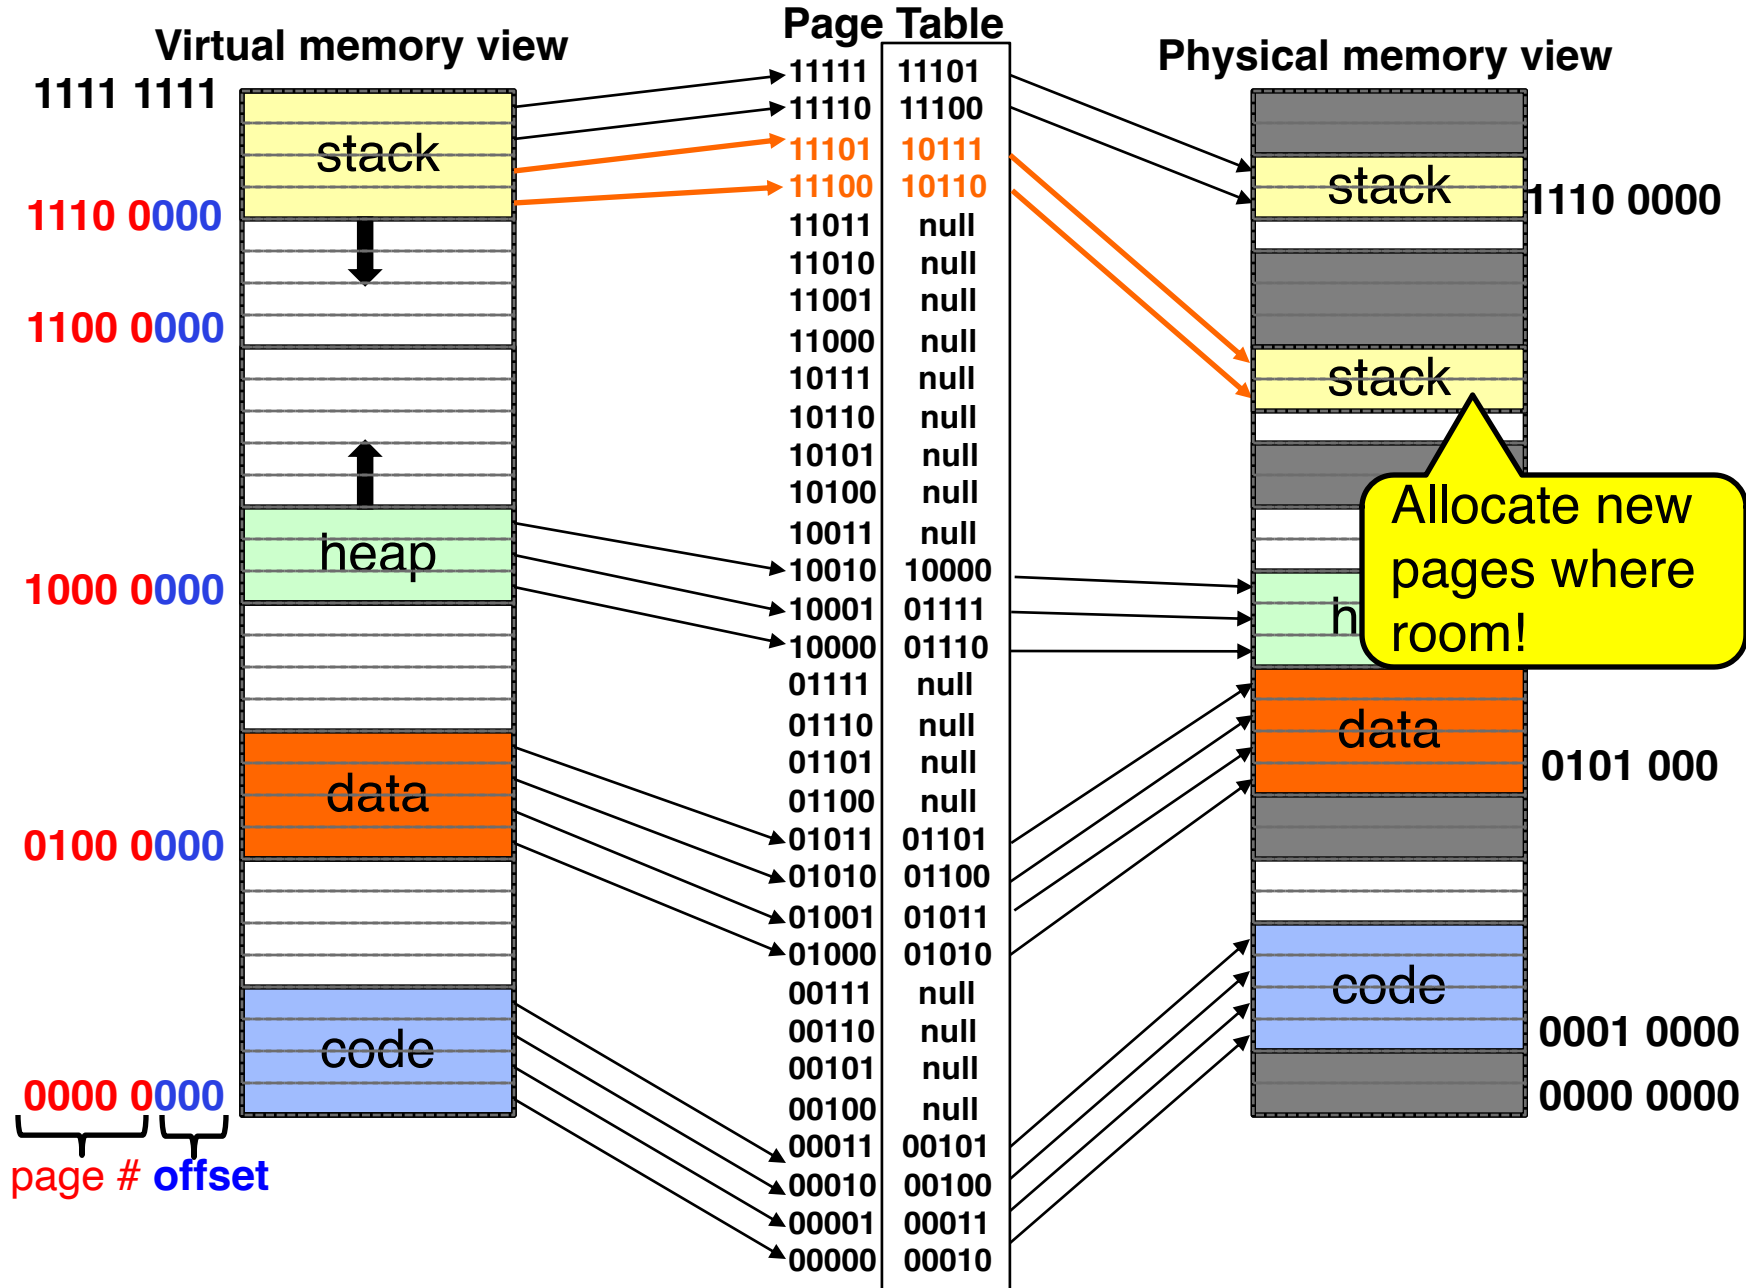 Page Table
Virtual memory view
Physical memory view
1111 1111
1110 0000
1100 0000
1000 0000
0100 0000
0000 0000
page # offset
stack
heap
data
code
11111 11101
11110 11100
11101 10111
11100 10110
11011 null
11010 null
11001 null
11000 null
10111 null
10110 null
10101 null
10100 null
10011 null
10010 10000
10001 01111
10000 01110
01111 null
01110 null
01101 null
01100 null
01011 01101
01010 01100
01001 01011
01000 01010
00111 null
00110 null
00101 null
00100 null
00011 00101
00010 00100
00001 00011
00000 00010
stack
1110 0000
stack
Allocate new
pages where
room!
data
0101 000
code
0001 0000
0000 0000